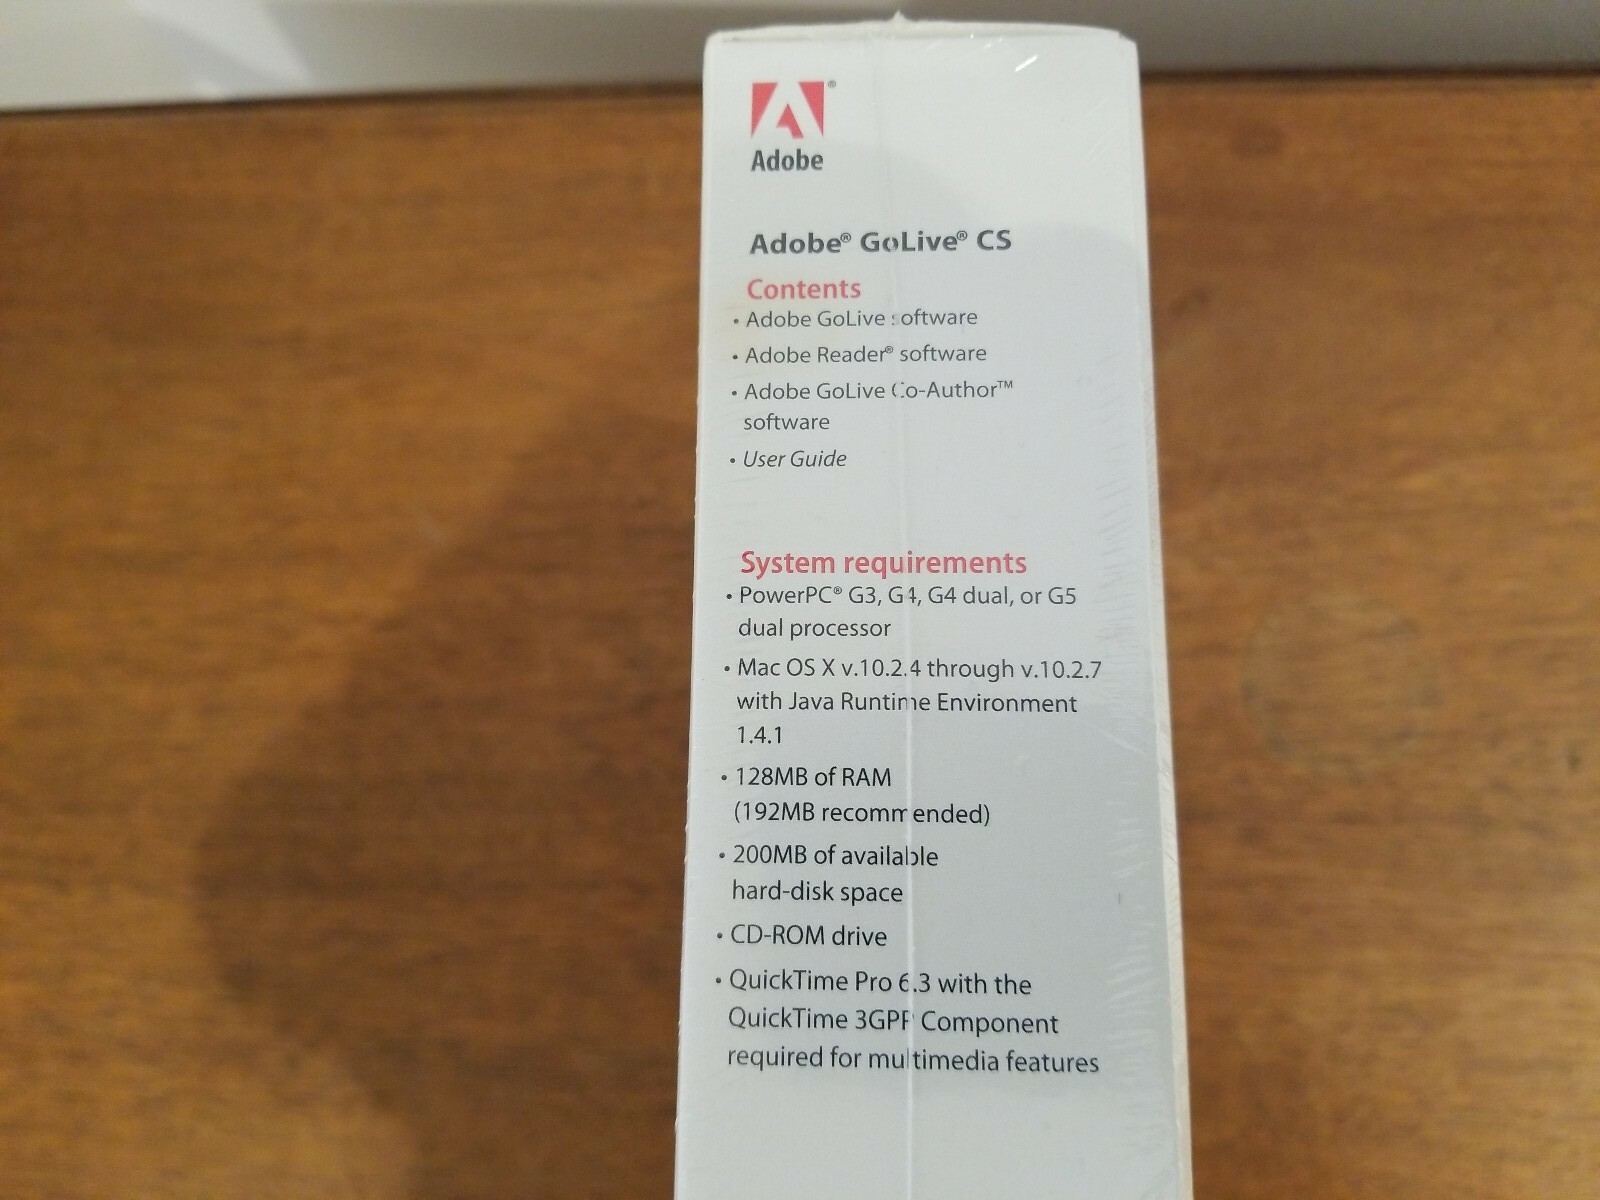 Adobe
Adobe® GoLive® CS
Contents
• Adobe GoLive software
• Adobe Reader® software
• Adobe GoLive Co-Author™
software
• User Guide
System requirements
• PowerPC® G3, G4, G4 dual, or G5
dual processor
• Mac OS X v.10.2.4 through v.10.2.7
with Java Runtime Environment
1.4.1
• 128MB of RAM
(192MB recommended)
• 200MB of available
hard-disk space
• CD-ROM drive
• QuickTime Pro 6.3 with the
QuickTime 3GPP Component
required for multimedia features